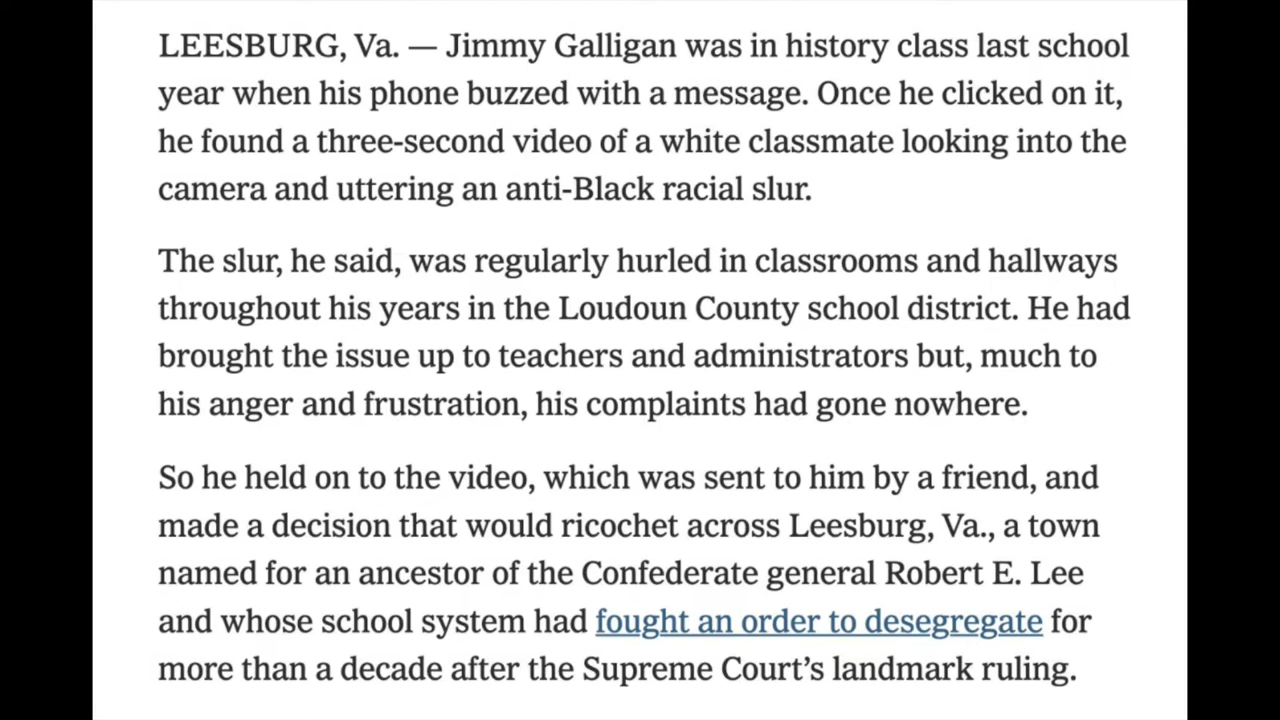 LEESBURG, Va. — Jimmy Galligan was in history class last school
year when his phone buzzed with a message. Once he clicked on it,
he found a three-second video of a white classmate looking into the
camera and uttering an anti-Black racial slur.
The slur, he said, was regularly hurled in classrooms and hallways
throughout his years in the Loudoun County school district. He had
brought the issue up to teachers and administrators but, much to
his anger and frustration, his complaints had gone nowhere.
So he held on to the video, which was sent to him by a friend, and
made a decision that would ricochet across Leesburg, Va., a town
named for an ancestor of the Confederate general Robert E. Lee
and whose school system had fought an order to desegregate for
more than a decade after the Supreme Court’s landmark ruling.